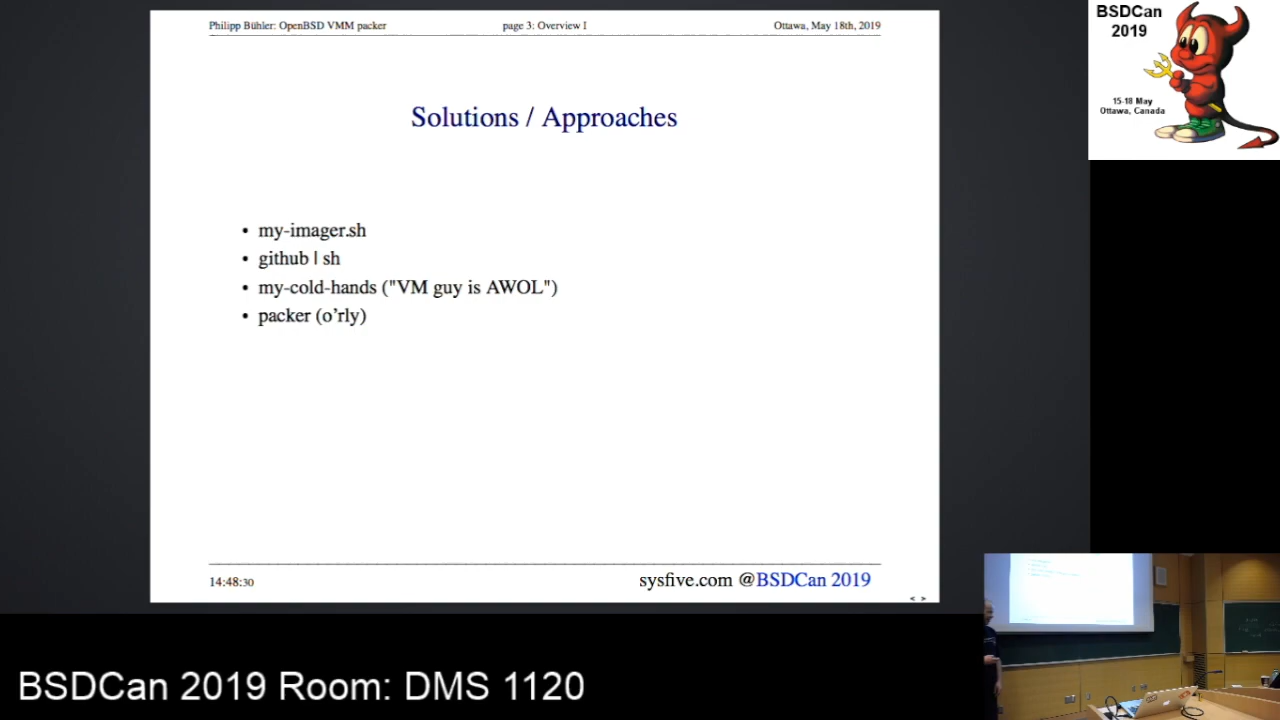 Philipp Bühler: OpenBSD VMM packer page 3: Overview I Ottawa, May 18th, 2019
Solutions / Approaches
• my-imager.sh
• github | sh
• my-cold-hands ("VM guy is AWOL")
• packer (o'rly)
14:48:30 sysfive.com @BSDCan 2019
< >
BSDCan
2019
15-18 May
Ottawa, Canada
BSDCan 2019 Room: DMS 1120